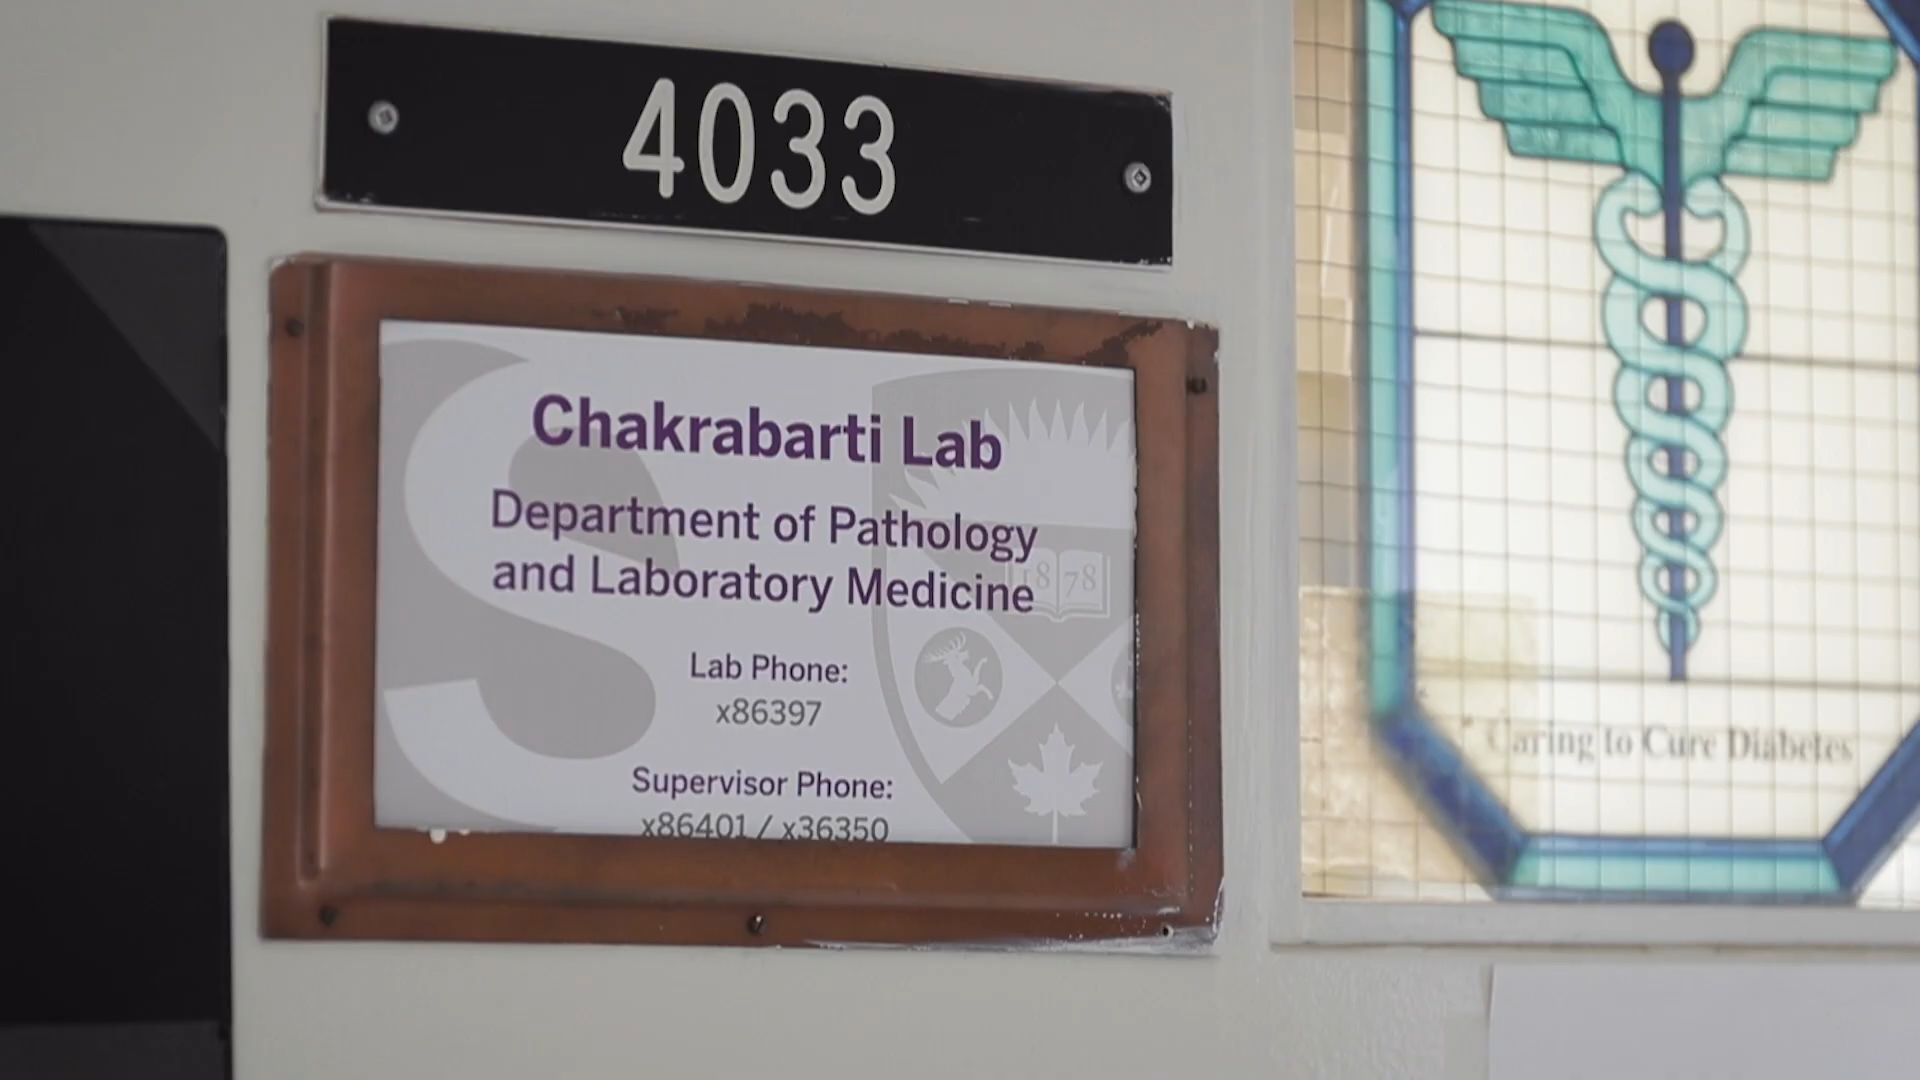 4033
Chakrabarti Lab
Department of Pathology
and Laboratory Medicine
1878
Lab Phone:
x86397
Supervisor Phone:
x86401 / x36350
Caring to Cure Diabetes